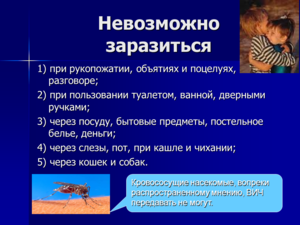 Невозможно
заразиться
1) при рукопожатии, объятиях и поцелуях,
разговоре;
2) при пользовании туалетом, ванной, дверными
ручками;
3) через посуду, бытовые предметы, постельное
белье, деньги;
4) через слезы, пот, при кашле и чихании;
5) через кошек и собак.
Кровососущие насекомые, вопреки
распространенному мнению, ВИЧ
передавать не могут.